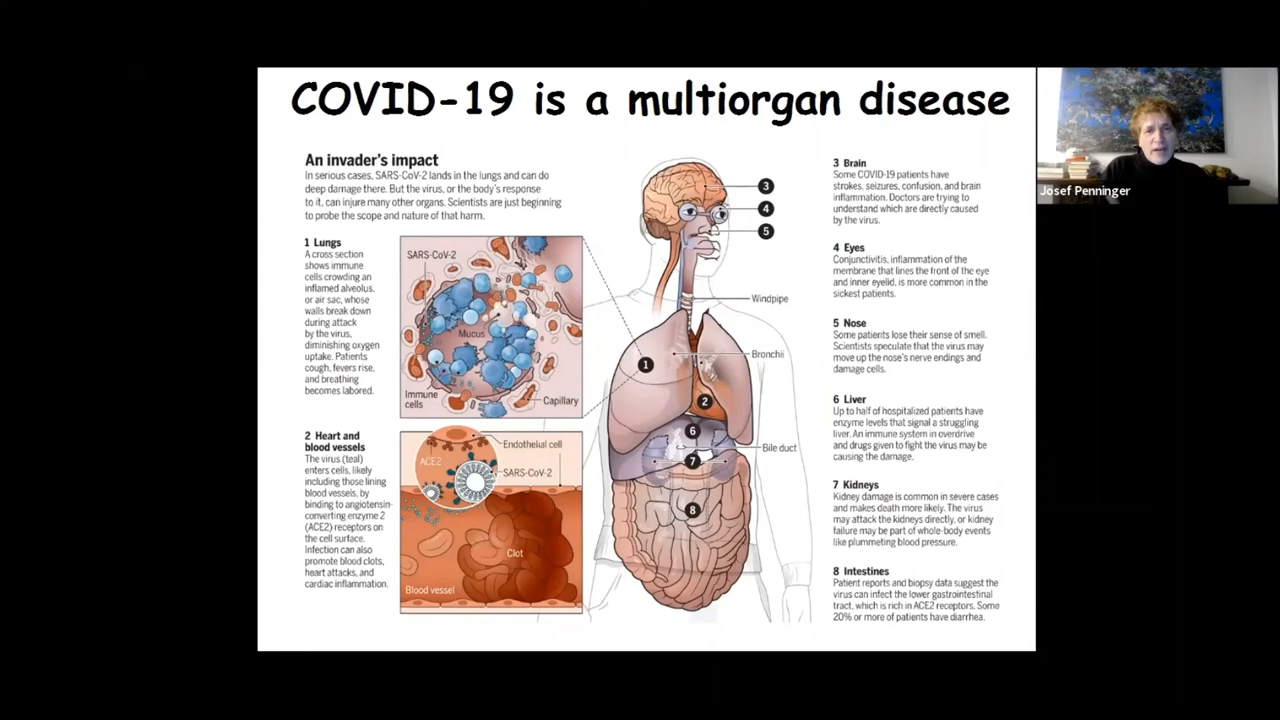 COVID-19 is a multiorgan disease
Josef Penninger
An invader's impact
In serious cases, SARS-CoV-2 lands in the lungs and can do
deep damage there. But the virus, or the body's response
to it, can injure many other organs. Scientists are just beginning
to probe the scope and nature of that harm.
1 Lungs
A cross section
shows immune
cells crowding an
inflamed alveolus,
or air sac, whose
walls break down
during attack
by the virus,
diminishing oxygen
uptake. Patients
cough, fevers rise,
and breathing
becomes labored.
SARS-CoV-2
Mucus
Immune
cells
Capillary
2 Heart and
blood vessels
The virus (teal)
enters cells, likely
including those lining
blood vessels, by
binding to angiotensin-
converting enzyme 2
(ACE2) receptors on
the cell surface.
Infection can also
promote blood clots,
heart attacks, and
cardiac inflammation.
Endothelial cell
ACE2
SARS-CoV-2
Clot
Blood vessel
3
4
5
Windpipe
Bronchii
1
2
6
Bile duct
7
8
3 Brain
Some COVID-19 patients have
strokes, seizures, confusion, and brain
inflammation. Doctors are trying to
understand which are directly caused
by the virus.
4 Eyes
Conjunctivitis, inflammation of the
membrane that lines the front of the eye
and inner eyelid, is more common in the
sickest patients.
5 Nose
Some patients lose their sense of smell.
Scientists speculate that the virus may
move up the nose's nerve endings and
damage cells.
6 Liver
Up to half of hospitalized patients have
enzyme levels that signal a struggling
liver. An immune system in overdrive
and drugs given to fight the virus may be
causing the damage.
7 Kidneys
Kidney damage is common in severe cases
and makes death more likely. The virus
may attack the kidneys directly, or kidney
failure may be part of whole-body events
like plummeting blood pressure.
8 Intestines
Patient reports and biopsy data suggest the
virus can infect the lower gastrointestinal
tract, which is rich in ACE2 receptors. Some
20% or more of patients have diarrhea.